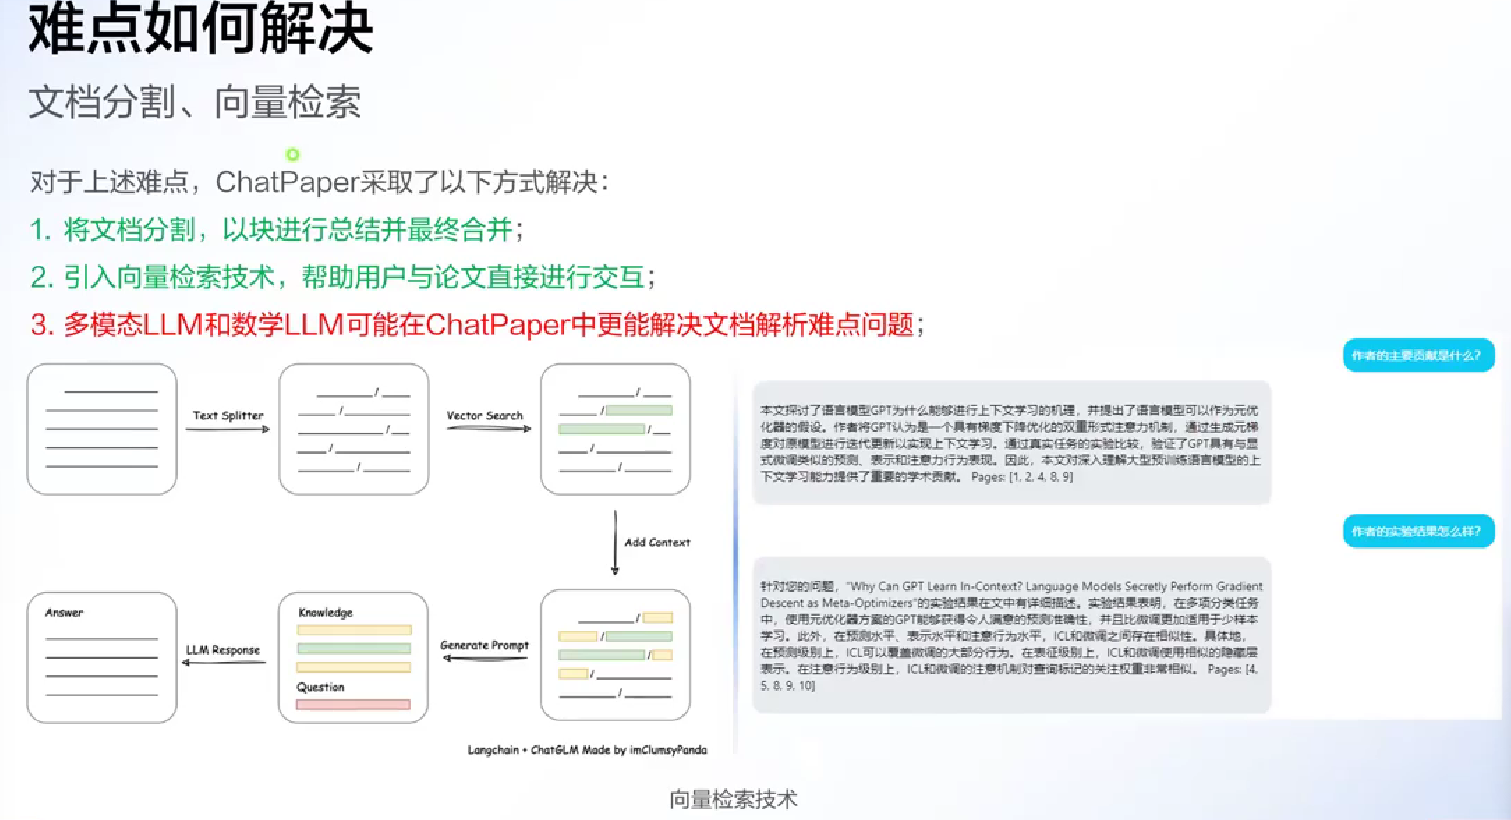 难点如何解决
文档分割、向量检索
对于上述难点，ChatPaper采取了以下方式解决：
1. 将文档分割，以块进行总结并最终合并；
2. 引入向量检索技术，帮助用户与论文直接进行交互；
3. 多模态LLM和数学LLM可能在ChatPaper中更能解决文档解析难点问题；
Text Splitter
Vector Search
Add Context
Answer
LLM Response
Knowledge
Question
Generate Prompt
Langchain + ChatGLM Made by imClumsyPanda
作者的主要贡献是什么？
本文探讨了语言模型GPT为什么能够进行上下文学习的机理，并提出了语言模型可以作为元优
化器的假设。作者将GPT认为是一个具有梯度下降优化的双重形式注意力机制，通过生成元梯
度对原模型进行迭代更新以实现上下文学习。通过真实任务的实验比较，验证了GPT具有与显
式微调类似的预测、表示和注意力行为表现。因此，本文对深入理解大型预训练语言模型的上
下文学习能力提供了重要的学术贡献。 Pages: [1, 2, 4, 8, 9]
作者的实验结果怎么样？
针对您的问题，“Why Can GPT Learn In-Context? Language Models Secretly Perform Gradient
Descent as Meta-Optimizers”的实验结果在文中有详细描述。实验结果表明，在多项分类任务
中，使用元优化器方案的GPT能够获得令人满意的预测准确性，并且比微调更加适用于少样本
学习。此外，在预测水平、表示水平和注意行为水平，ICL和微调之间存在相似性。具体地，
在预测级别上，ICL可以覆盖微调的大部分行为。在表征级别上，ICL和微调使用相似的隐藏层
表示。在注意行为级别上，ICL和微调的注意机制对查询标记的关注权重非常相似。 Pages: [4,
5, 8, 9, 10]
向量检索技术